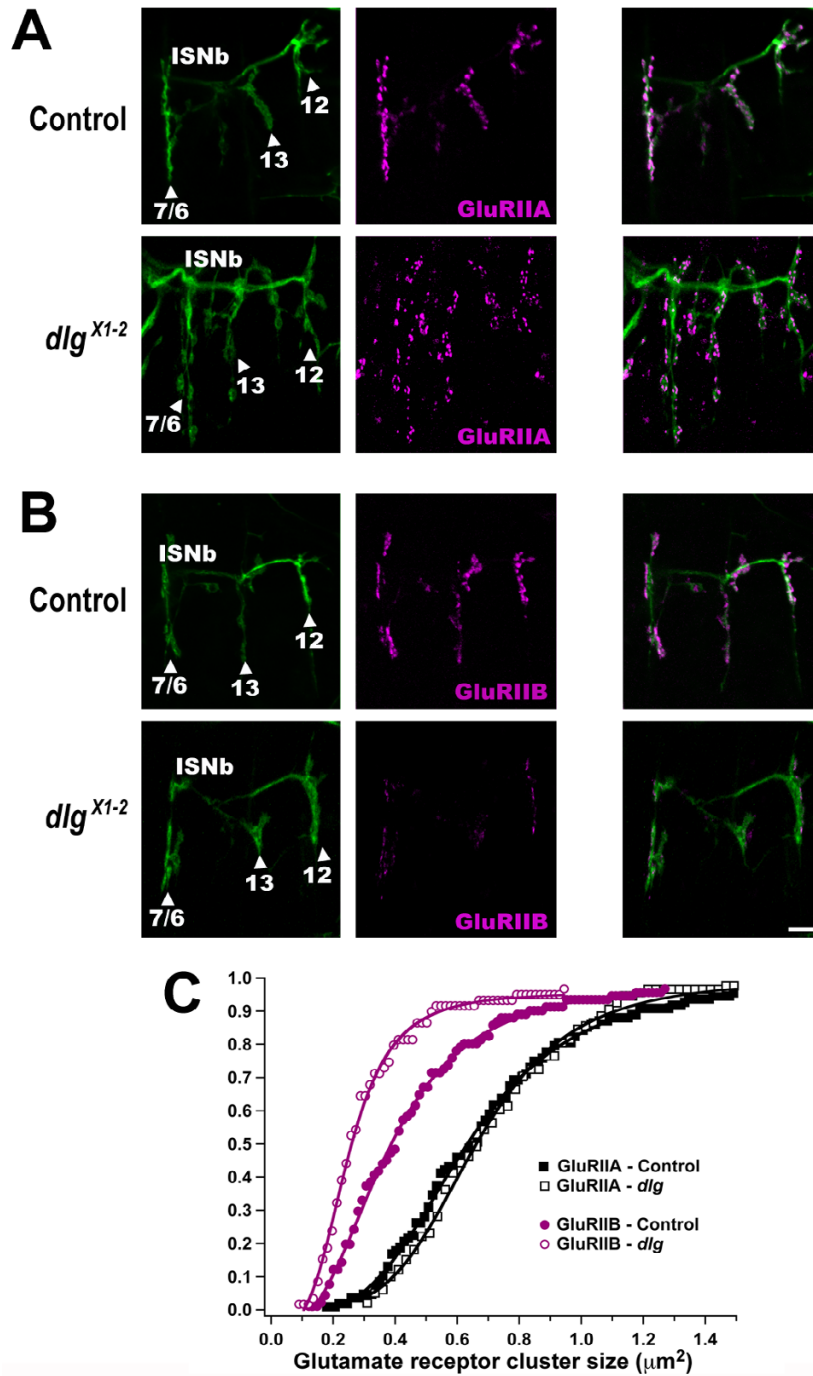 A
Control
ISNb
12
13
7/6
GluRIIA
dlg X1-2
ISNb
13
12
7/6
GluRIIA
B
Control
ISNb
12
7/6
13
GluRIIB
dlg X1-2
ISNb
13
12
7/6
GluRIIB
C
1.0
0.9
0.8
0.7
0.6
0.5
0.4
0.3
0.2
0.1
0.0
GluRIIA - Control
GluRIIA - dlg
GluRIIB - Control
GluRIIB - dlg
0.0 0.2 0.4 0.6 0.8 1.0 1.2 1.4
Glutamate receptor cluster size (μm²)